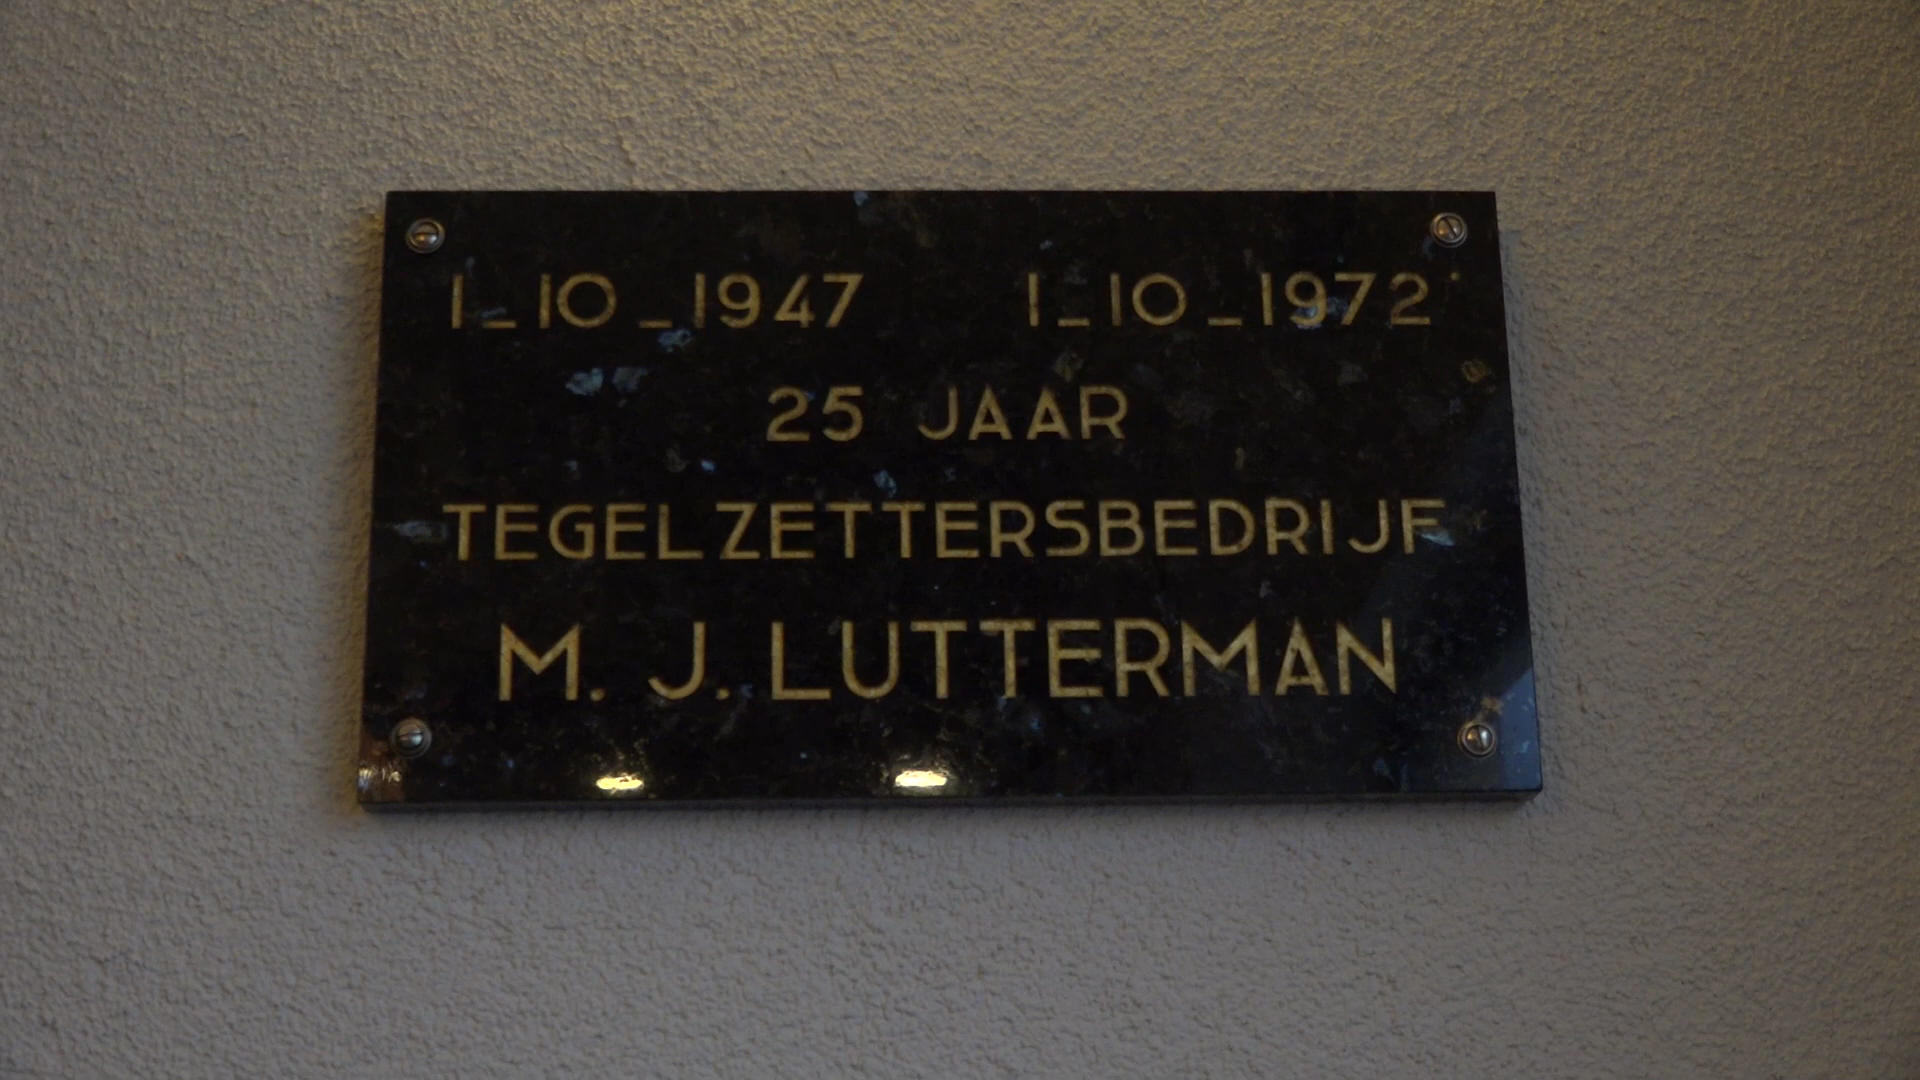 1_10_1947 1_10_1972
25 JAAR
TEGELZETTERSBEDRIJF
M. J. LUTTERMAN